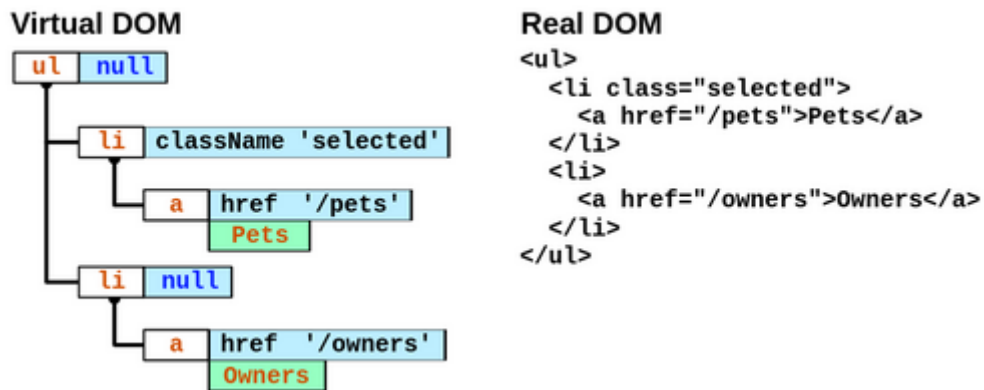 Virtual DOM
ul null
li className 'selected'
a href '/pets'
Pets
li null
a href '/owners'
Owners
Real DOM
<ul>
  <li class="selected">
    <a href="/pets">Pets</a>
  </li>
  <li>
    <a href="/owners">Owners</a>
  </li>
</ul>